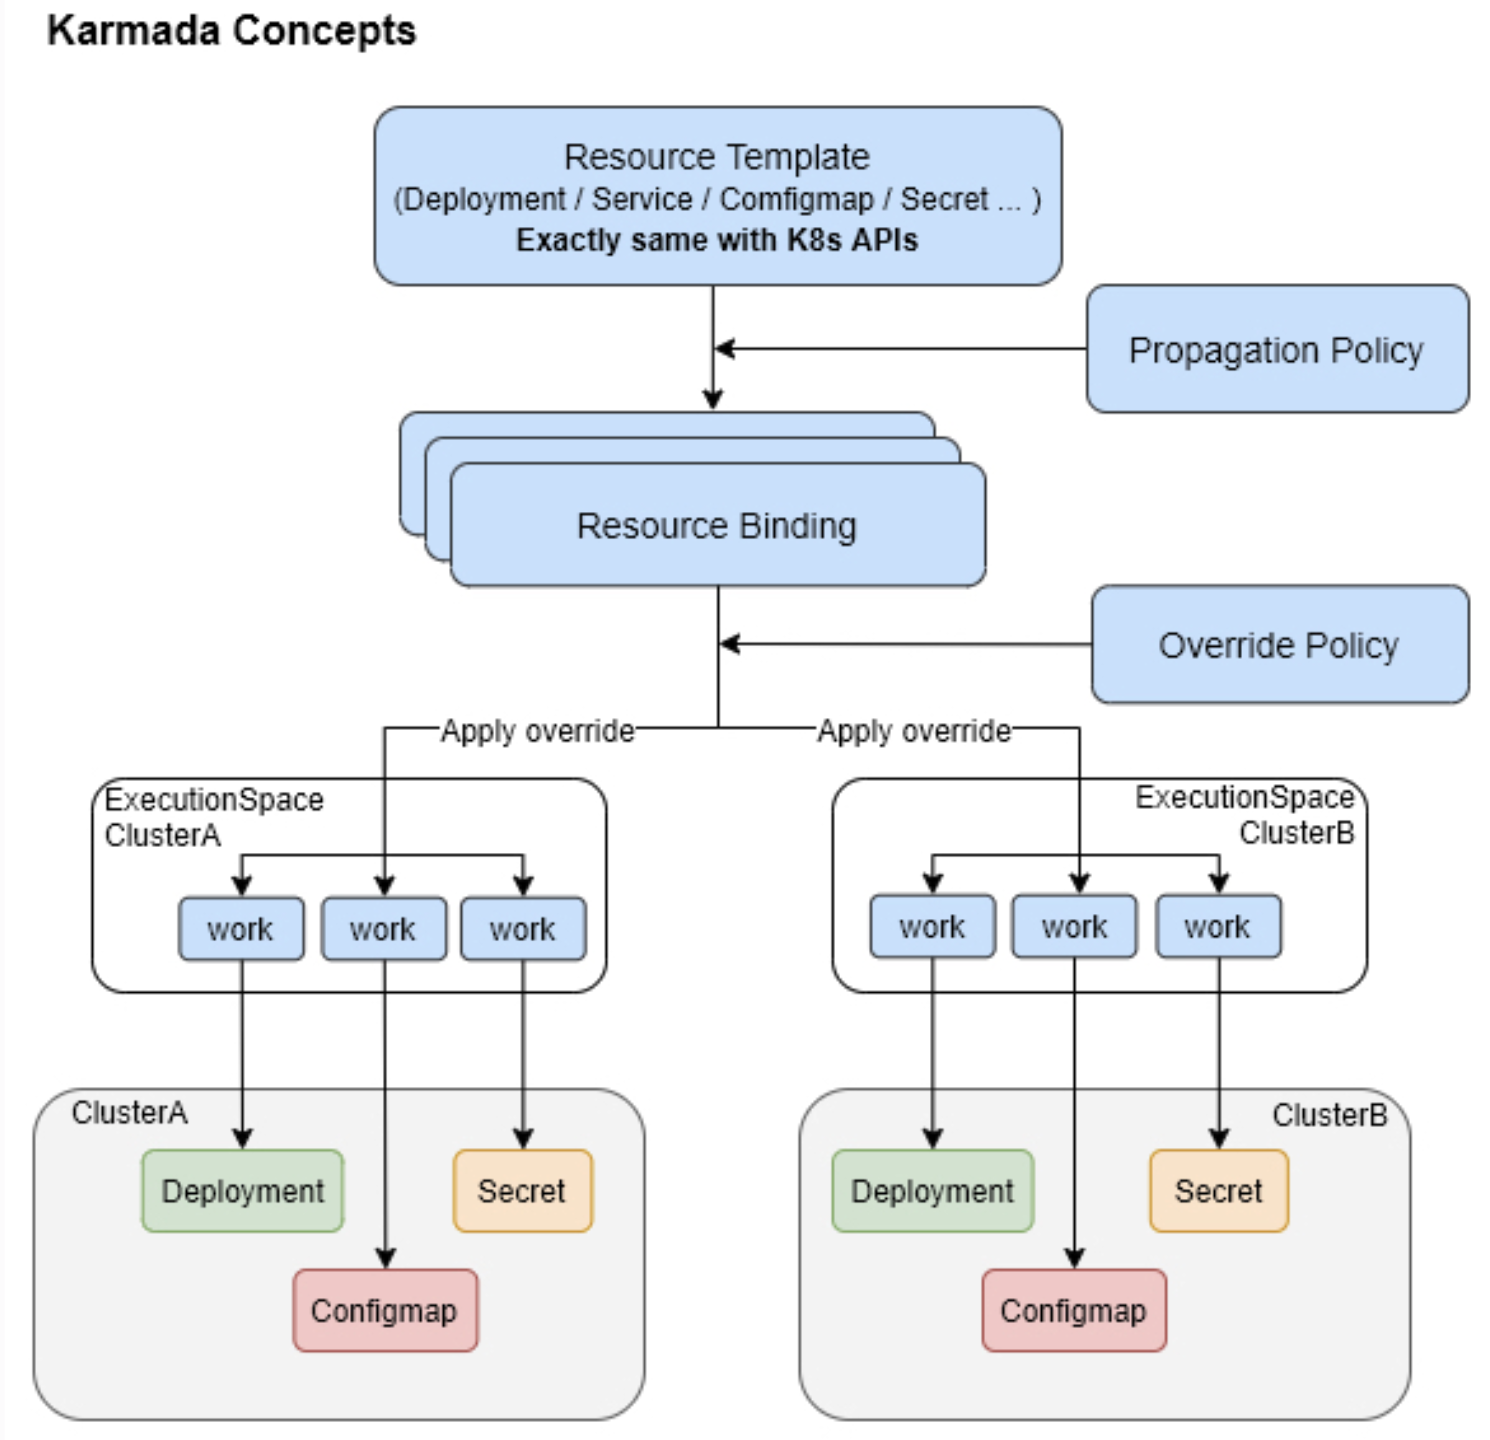 Karmada Concepts
Resource Template
(Deployment / Service / Comfigmap / Secret ... )
Exactly same with K8s APIs
Propagation Policy
Resource Binding
Override Policy
Apply override
Apply override
ExecutionSpace
ClusterA
ExecutionSpace
ClusterB
work
work
work
work
work
work
ClusterA
ClusterB
Deployment
Secret
Deployment
Secret
Configmap
Configmap